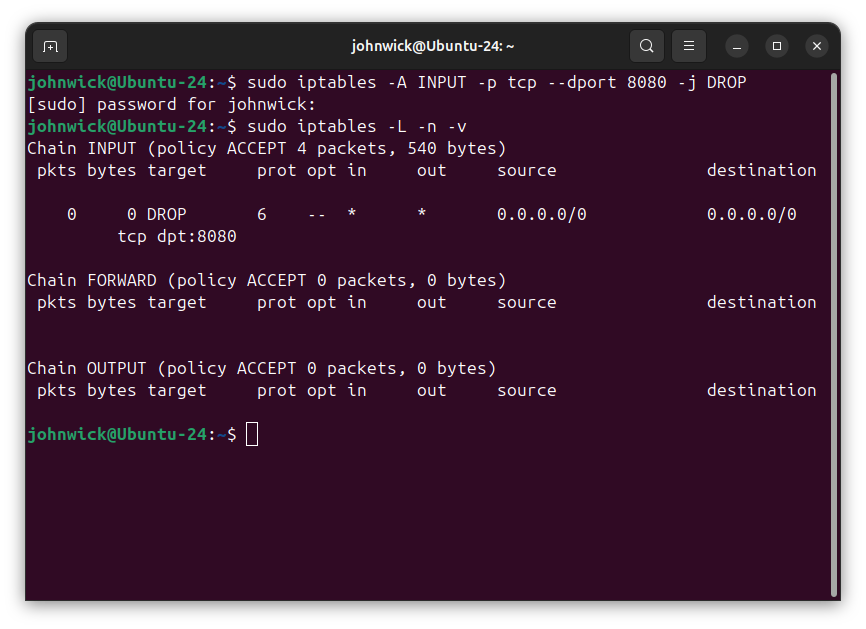 johnwick@Ubuntu-24: ~
johnwick@Ubuntu-24:~$ sudo iptables -A INPUT -p tcp --dport 8080 -j DROP
[sudo] password for johnwick:
johnwick@Ubuntu-24:~$ sudo iptables -L -n -v
Chain INPUT (policy ACCEPT 4 packets, 540 bytes)
 pkts bytes target     prot opt in     out     source               destination
    0     0 DROP       6    --  *      *       0.0.0.0/0            0.0.0.0/0
         tcp dpt:8080
Chain FORWARD (policy ACCEPT 0 packets, 0 bytes)
 pkts bytes target     prot opt in     out     source               destination
Chain OUTPUT (policy ACCEPT 0 packets, 0 bytes)
 pkts bytes target     prot opt in     out     source               destination
johnwick@Ubuntu-24:~$